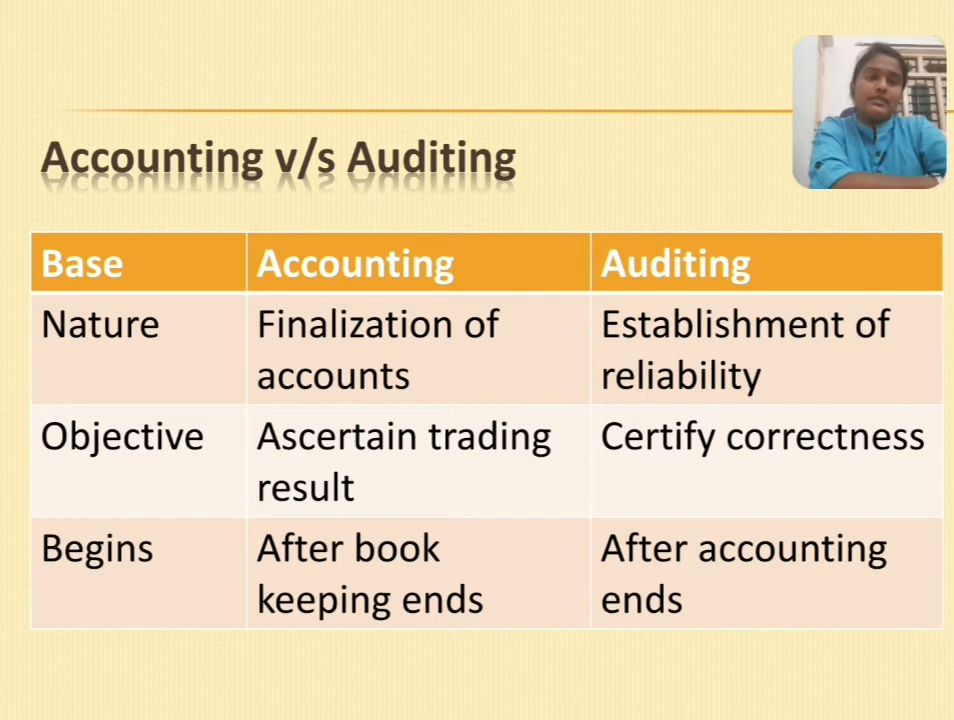 Accounting v/s Auditing
Base Accounting Auditing
Nature Finalization of accounts Establishment of reliability
Objective Ascertain trading result Certify correctness
Begins After book keeping ends After accounting ends